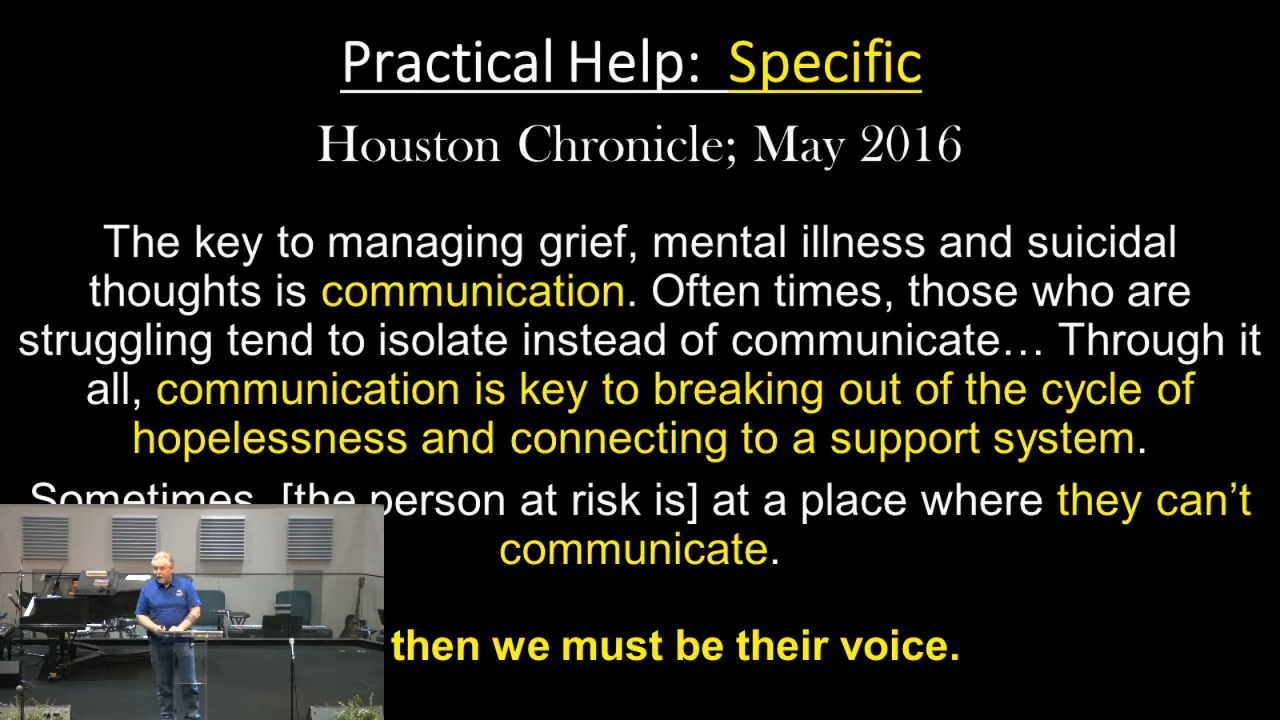 Practical Help: Specific
Houston Chronicle; May 2016
The key to managing grief, mental illness and suicidal
thoughts is communication. Often times, those who are
struggling tend to isolate instead of communicate… Through it
all, communication is key to breaking out of the cycle of
hopelessness and connecting to a support system.
Sometimes, [the person at risk is] at a place where they can’t
communicate.
then we must be their voice.